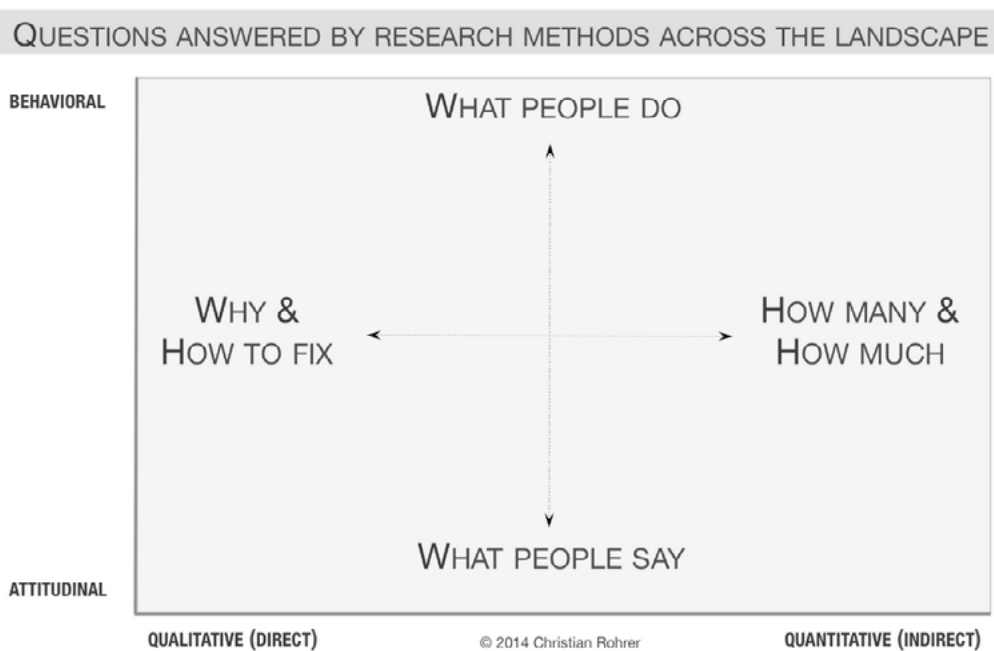 QUESTIONS ANSWERED BY RESEARCH METHODS ACROSS THE LANDSCAPE
BEHAVIORAL
WHAT PEOPLE DO
WHY &
HOW TO FIX
HOW MANY &
HOW MUCH
WHAT PEOPLE SAY
ATTITUDINAL
QUALITATIVE (DIRECT)
© 2014 Christian Rohrer
QUANTITATIVE (INDIRECT)